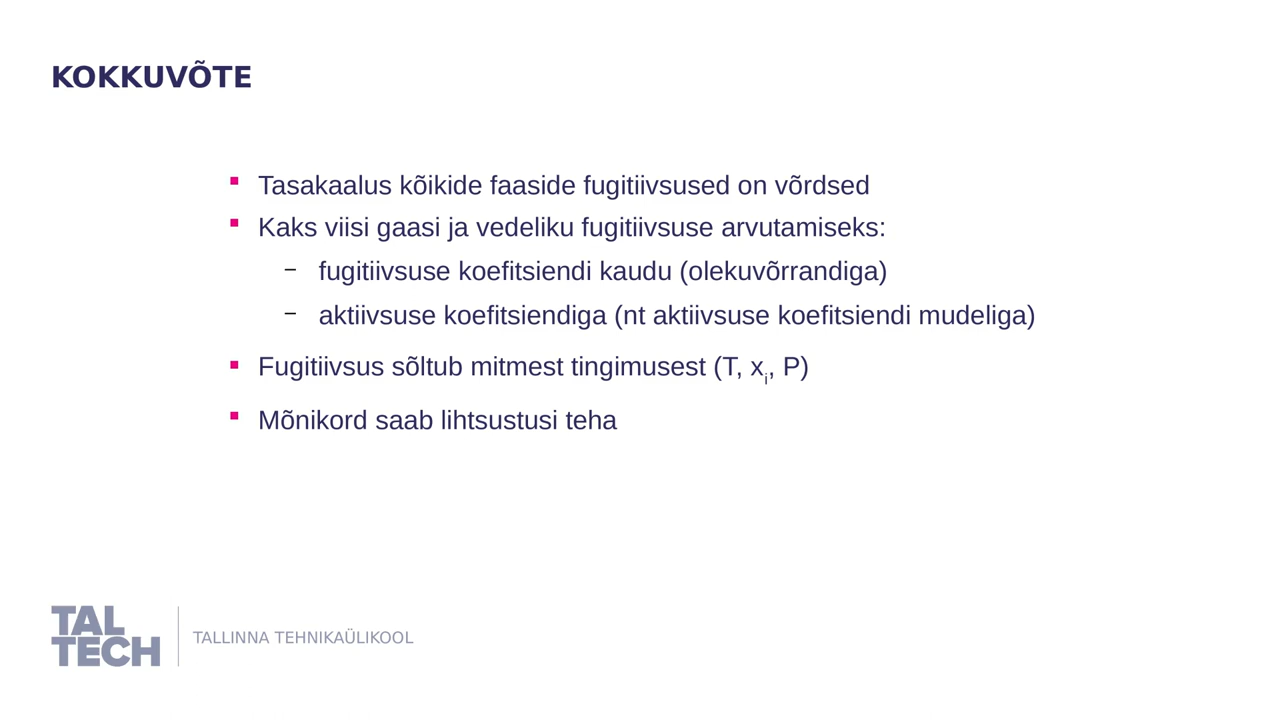 KOKKUVÕTE
Tasakaalus kõikide faaside fugitiivsused on võrdsed
Kaks viisi gaasi ja vedeliku fugitiivsuse arvutamiseks:
– fugitiivsuse koefitsiendi kaudu (olekuvõrrandiga)
– aktiivsuse koefitsiendiga (nt aktiivsuse koefitsiendi mudeliga)
Fugitiivsus sõltub mitmest tingimusest (T, xi, P)
Mõnikord saab lihtsustusi teha
TAL
TECH
TALLINNA TEHNIKAÜLIKOOL